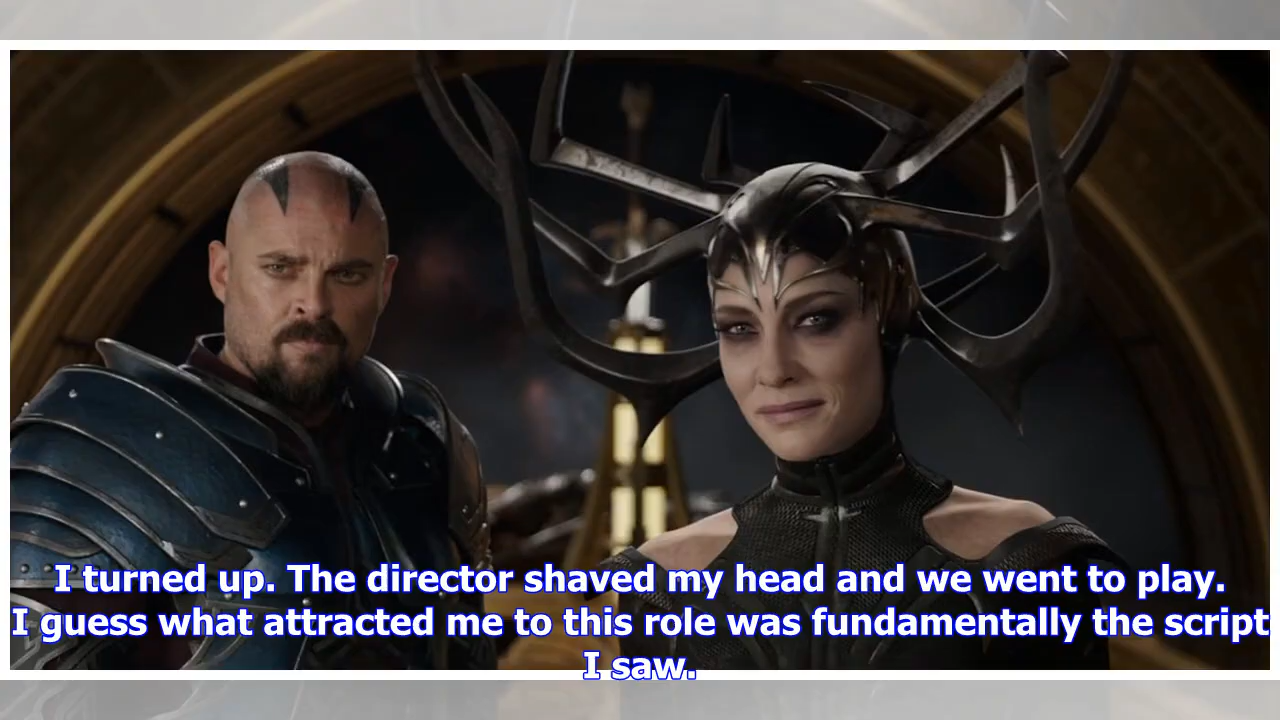 I turned up. The director shaved my head and we went to play.
I guess what attracted me to this role was fundamentally the script
I saw.